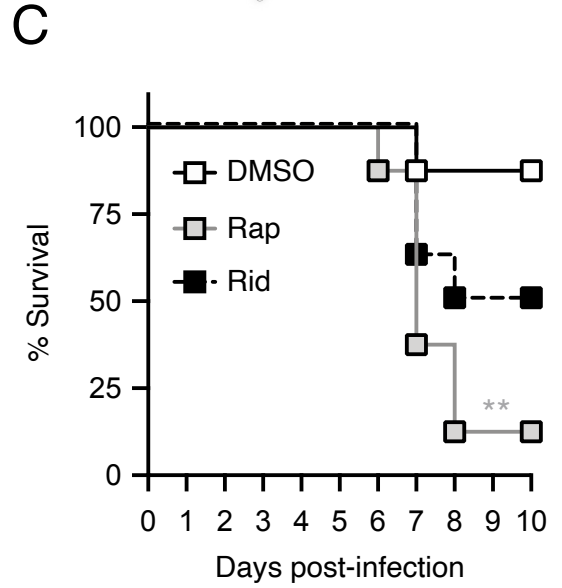 C
% Survival
100
75
50
25
0
DMSO
Rap
Rid
**
0 1 2 3 4 5 6 7 8 9 10
Days post-infection